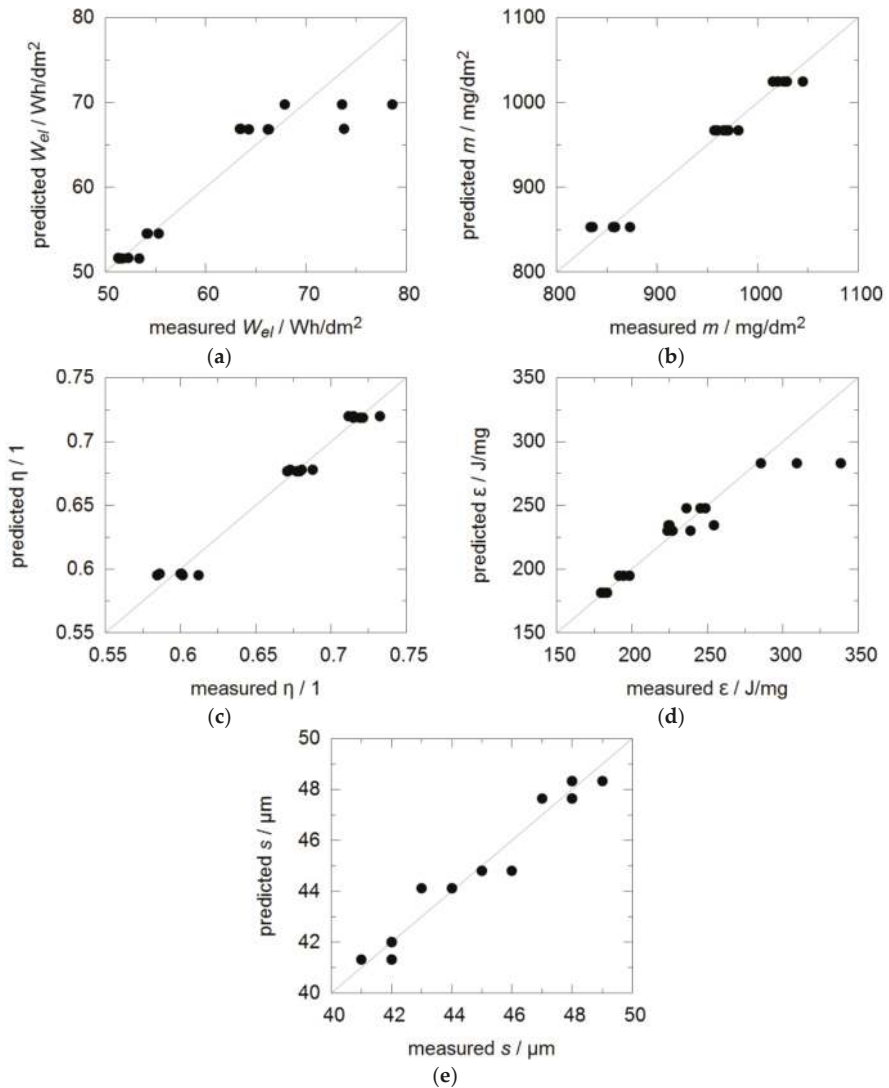 80
70
60
50
predicted Wel / Wh/dm²
50 60 70 80
measured Wel / Wh/dm²
(a)
1100
1000
900
800
predicted m / mg/dm²
800 900 1000 1100
measured m / mg/dm²
(b)
0.75
0.7
0.65
0.6
0.55
predicted η / 1
0.55 0.6 0.65 0.7 0.75
measured η / 1
(c)
350
300
250
200
150
predicted ε / J/mg
150 200 250 300 350
measured ε / J/mg
(d)
50
48
46
44
42
40
predicted s / µm
40 42 44 46 48 50
measured s / µm
(e)